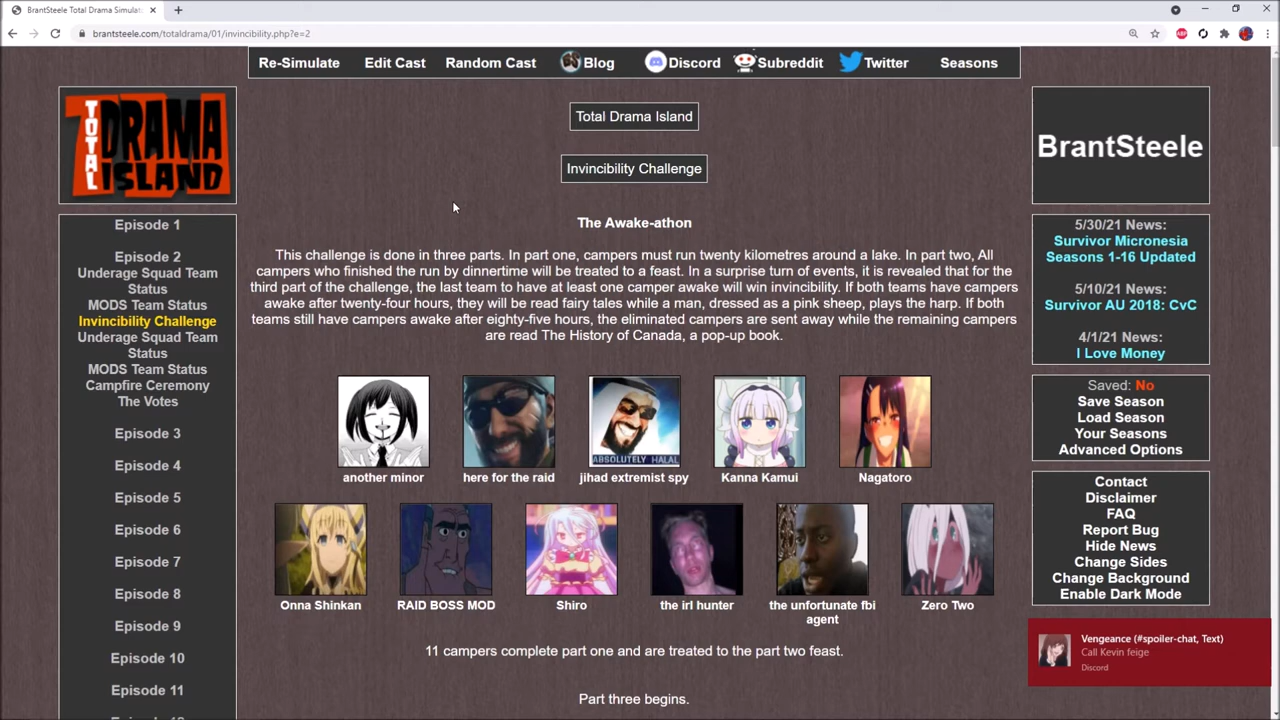 BrantSteele Total Drama Simulat
brantsteele.com/totaldrama/01/invincibility.php?e=2
ABP
Re-Simulate
Edit Cast
Random Cast
Blog
Discord
Subreddit
Twitter
Seasons
TOTAL DRAMA ISLAND
Episode 1
Episode 2
Underage Squad Team
Status
MODS Team Status
Invincibility Challenge
Underage Squad Team
Status
MODS Team Status
Campfire Ceremony
The Votes
Episode 3
Episode 4
Episode 5
Episode 6
Episode 7
Episode 8
Episode 9
Episode 10
Episode 11
Total Drama Island
Invincibility Challenge
The Awake-athon
This challenge is done in three parts. In part one, campers must run twenty kilometres around a lake. In part two, All
campers who finished the run by dinnertime will be treated to a feast. In a surprise turn of events, it is revealed that for the
third part of the challenge, the last team to have at least one camper awake will win invincibility. If both teams have campers
awake after twenty-four hours, they will be read fairy tales while a man, dressed as a pink sheep, plays the harp. If both
teams still have campers awake after eighty-five hours, the eliminated campers are sent away while the remaining campers
are read The History of Canada, a pop-up book.
ABSOLUTELY HALAL
another minor
here for the raid
jihad extremist spy
Kanna Kamui
Nagatoro
Onna Shinkan
RAID BOSS MOD
Shiro
the irl hunter
the unfortunate fbi
agent
Zero Two
11 campers complete part one and are treated to the part two feast.
Part three begins.
BrantSteele
5/30/21 News:
Survivor Micronesia
Seasons 1-16 Updated
5/10/21 News:
Survivor AU 2018: CvC
4/1/21 News:
I Love Money
Saved: No
Save Season
Load Season
Your Seasons
Advanced Options
Contact
Disclaimer
FAQ
Report Bug
Hide News
Change Sides
Change Background
Enable Dark Mode
Vengeance (#spoiler-chat, Text)
Call Kevin feige
Discord